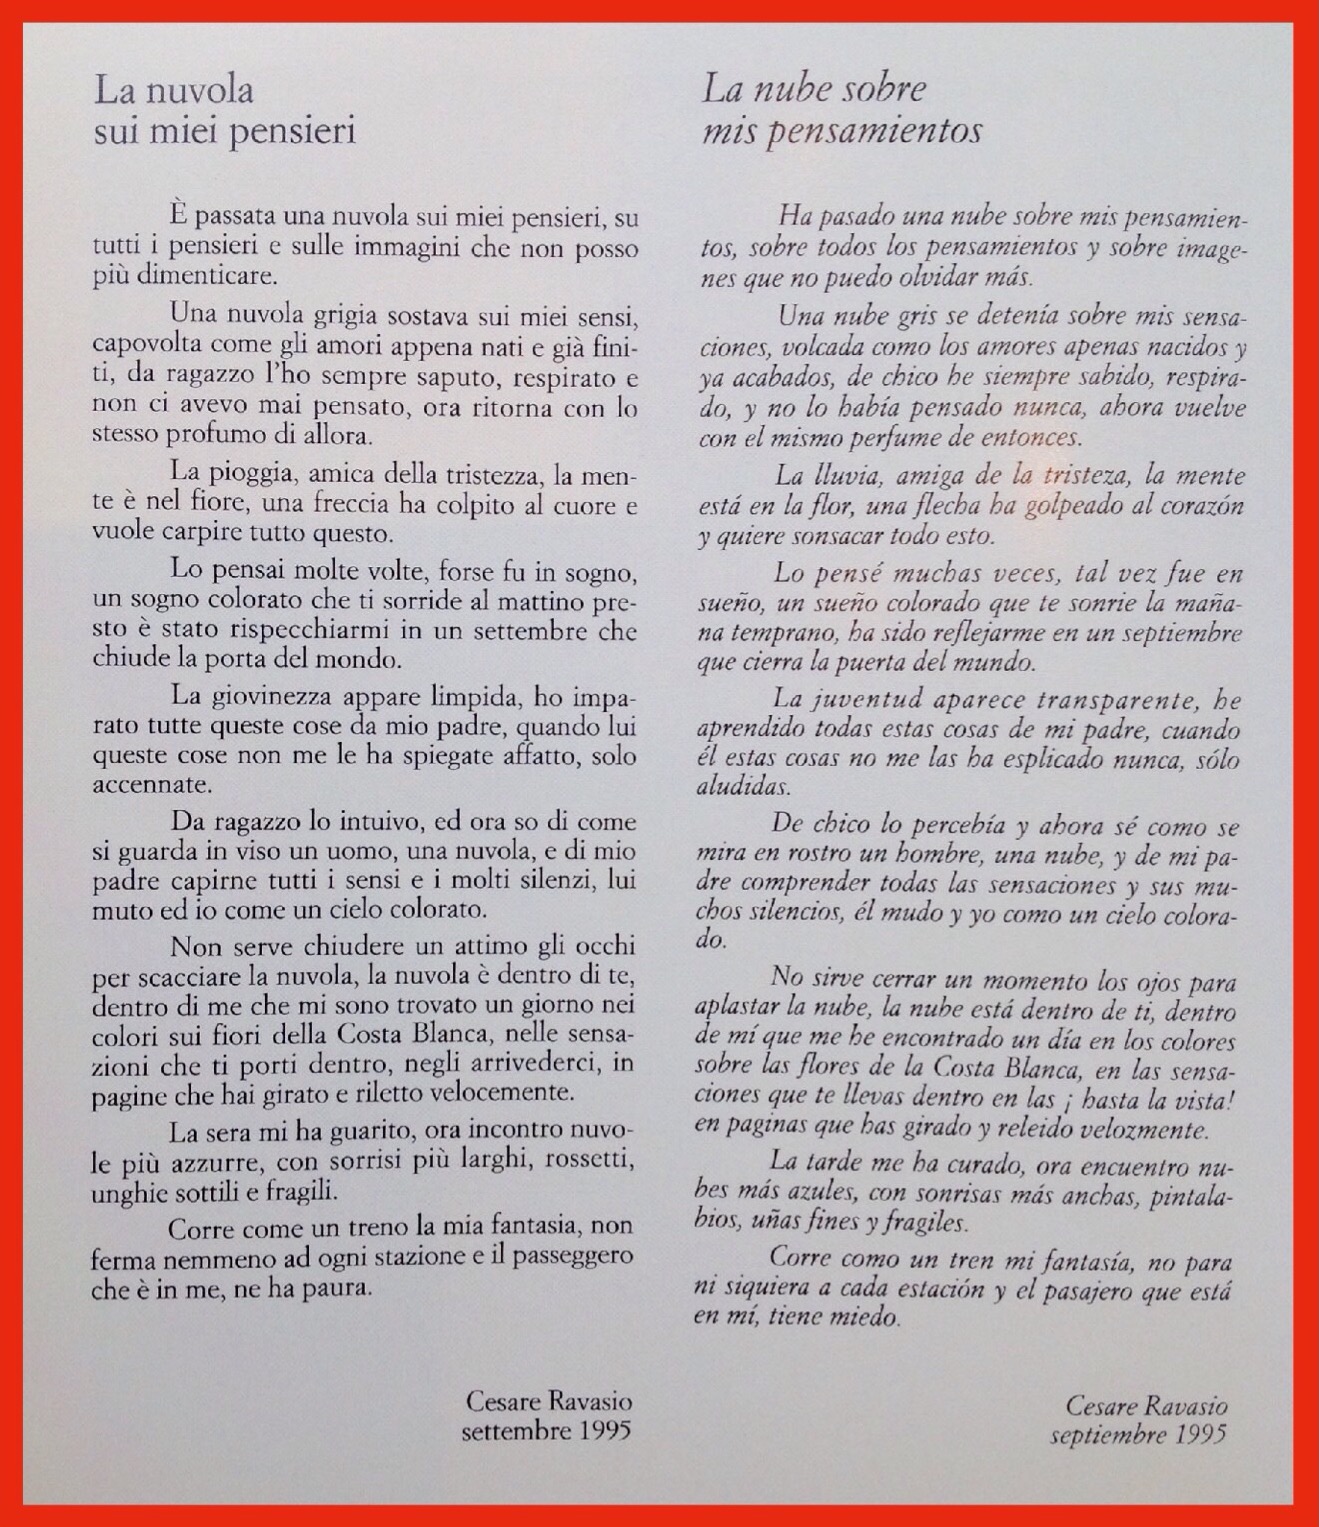 La nuvola
sui miei pensieri
È passata una nuvola sui miei pensieri, su
tutti i pensieri e sulle immagini che non posso
più dimenticare.
Una nuvola grigia sostava sui miei sensi,
capovolta come gli amori appena nati e già fini-
ti, da ragazzo l'ho sempre saputo, respirato e
non ci avevo mai pensato, ora ritorna con lo
stesso profumo di allora.
La pioggia, amica della tristezza, la men-
te è nel fiore, una freccia ha colpito al cuore e
vuole carpire tutto questo.
Lo pensai molte volte, forse fu in sogno,
un sogno colorato che ti sorride al mattino pre-
sto è stato rispecchiarmi in un settembre che
chiude la porta del mondo.
La giovinezza appare limpida, ho impa-
rato tutte queste cose da mio padre, quando lui
queste cose non me le ha spiegate affatto, solo
accennate.
Da ragazzo lo intuivo, ed ora so di come
si guarda in viso un uomo, una nuvola, e di mio
padre capirne tutti i sensi e i molti silenzi, lui
muto ed io come un cielo colorato.
Non serve chiudere un attimo gli occhi
per scacciare la nuvola, la nuvola è dentro di te,
dentro di me che mi sono trovato un giorno nei
colori sui fiori della Costa Blanca, nelle sensa-
zioni che ti porti dentro, negli arrivederci, in
pagine che hai girato e riletto velocemente.
La sera mi ha guarito, ora incontro nuvo-
le più azzurre, con sorrisi più larghi, rossetti,
unghie sottili e fragili.
Corre come un treno la mia fantasia, non
ferma nemmeno ad ogni stazione e il passeggero
che è in me, ne ha paura.
Cesare Ravasio
settembre 1995
La nube sobre
mis pensamientos
Ha pasado una nube sobre mis pensamien-
tos, sobre todos los pensamientos y sobre image-
nes que no puedo olvidar más.
Una nube gris se detenía sobre mis sensa-
ciones, volcada como los amores apenas nacidos y
ya acabados, de chico he siempre sabido, respira-
do, y no lo había pensado nunca, ahora vuelve
con el mismo perfume de entonces.
La lluvia, amiga de la tristeza, la mente
está en la flor, una flecha ha golpeado al corazón
y quiere sonsacar todo esto.
Lo pensé muchas veces, tal vez fue en
sueño, un sueño colorado que te sonrie la maña-
na temprano, ha sido reflejarme en un septiembre
que cierra la puerta del mundo.
La juventud aparece transparente, he
aprendido todas estas cosas de mi padre, cuando
él estas cosas no me las ha esplicado nunca, sólo
aludidas.
De chico lo percebía y ahora sé como se
mira en rostro un hombre, una nube, y de mi pa-
dre comprender todas las sensaciones y sus mu-
chos silencios, él mudo y yo como un cielo colora-
do.
No sirve cerrar un momento los ojos para
aplastar la nube, la nube está dentro de ti, dentro
de mí que me he encontrado un día en los colores
sobre las flores de la Costa Blanca, en las sensa-
ciones que te llevas dentro en las ¡ hasta la vista!
en paginas que has girado y releido velozmente.
La tarde me ha curado, ora encuentro nu-
bes más azules, con sonrisas más anchas, pintala-
bios, uñas fines y fragiles.
Corre como un tren mi fantasía, no para
ni siquiera a cada estación y el pasajero que está
en mí, tiene miedo.
Cesare Ravasio
septiembre 1995